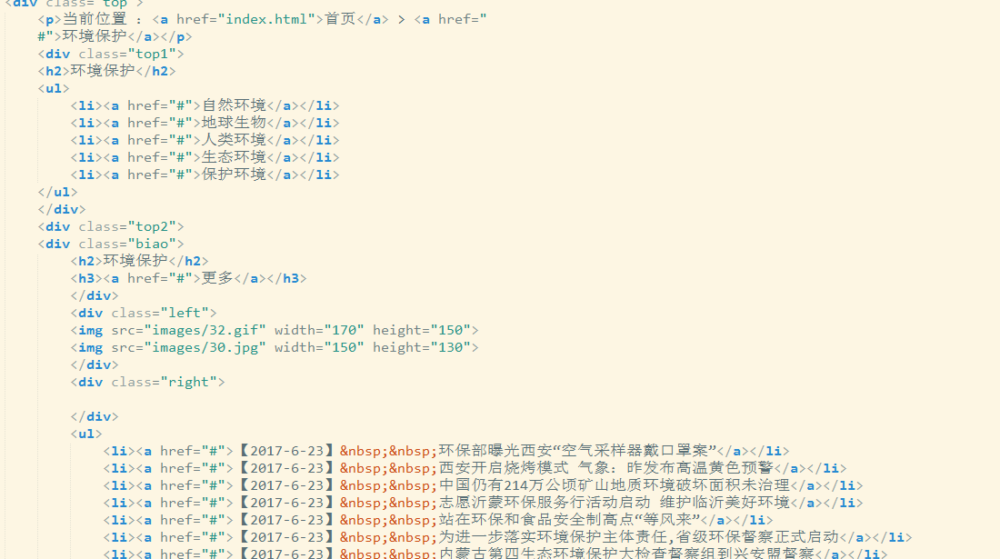 <div class="top">
<p>当前位置 : <a href="index.html">首页</a> > <a href="
#">环境保护</a></p>
<div class="top1">
<h2>环境保护</h2>
<ul>
<li><a href="#">自然环境</a></li>
<li><a href="#">地球生物</a></li>
<li><a href="#">人类环境</a></li>
<li><a href="#">生态环境</a></li>
<li><a href="#">保护环境</a></li>
</ul>
</div>
<div class="top2">
<div class="biao">
<h2>环境保护</h2>
<h3><a href="#">更多</a></h3>
</div>
<div class="left">
<img src="images/32.gif" width="170" height="150">
<img src="images/30.jpg" width="150" height="130">
</div>
<div class="right">
</div>
<ul>
<li><a href="#">【2017-6-23】&nbsp;&nbsp;环保部曝光西安“空气采样器戴口罩案”</a></li>
<li><a href="#">【2017-6-23】&nbsp;&nbsp;西安开启烧烤模式 气象: 昨发布高温黄色预警</a></li>
<li><a href="#">【2017-6-23】&nbsp;&nbsp;中国仍有214万公顷矿山地质环境破坏面积未治理</a></li>
<li><a href="#">【2017-6-23】&nbsp;&nbsp;志愿沂蒙环保服务行活动启动 维护临沂美好环境</a></li>
<li><a href="#">【2017-6-23】&nbsp;&nbsp;站在环保和食品安全制高点“等风来”</a></li>
<li><a href="#">【2017-6-23】&nbsp;&nbsp;为进一步落实环境保护主体责任,省级环保督察正式启动</a></li>
<li><a href="#">【2017-6-23】&nbsp;&nbsp;内蒙古第四生态环境保护大检查督察组到兴安盟督察</a></li>